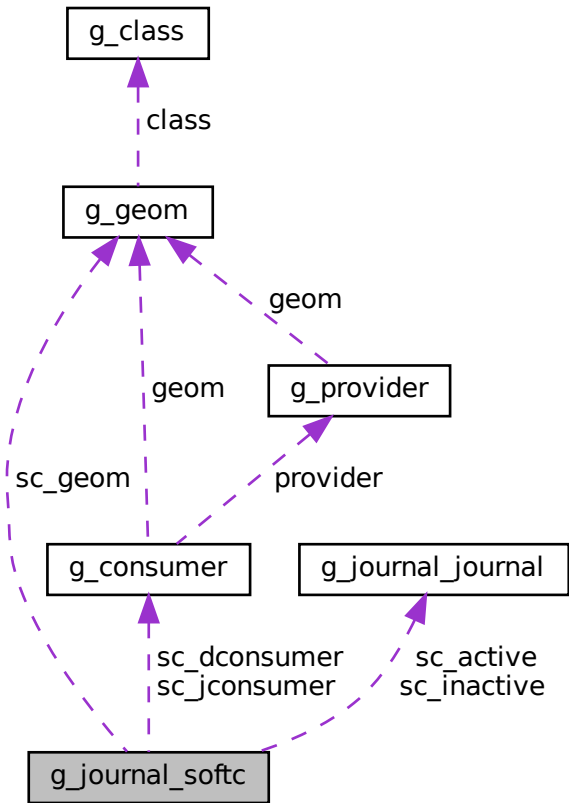 g_class
class
g_geom
geom
g_provider
geom
sc_geom
provider
g_consumer
g_journal_journal
sc_dconsumer
sc_jconsumer
sc_active
sc_inactive
g_journal_softc